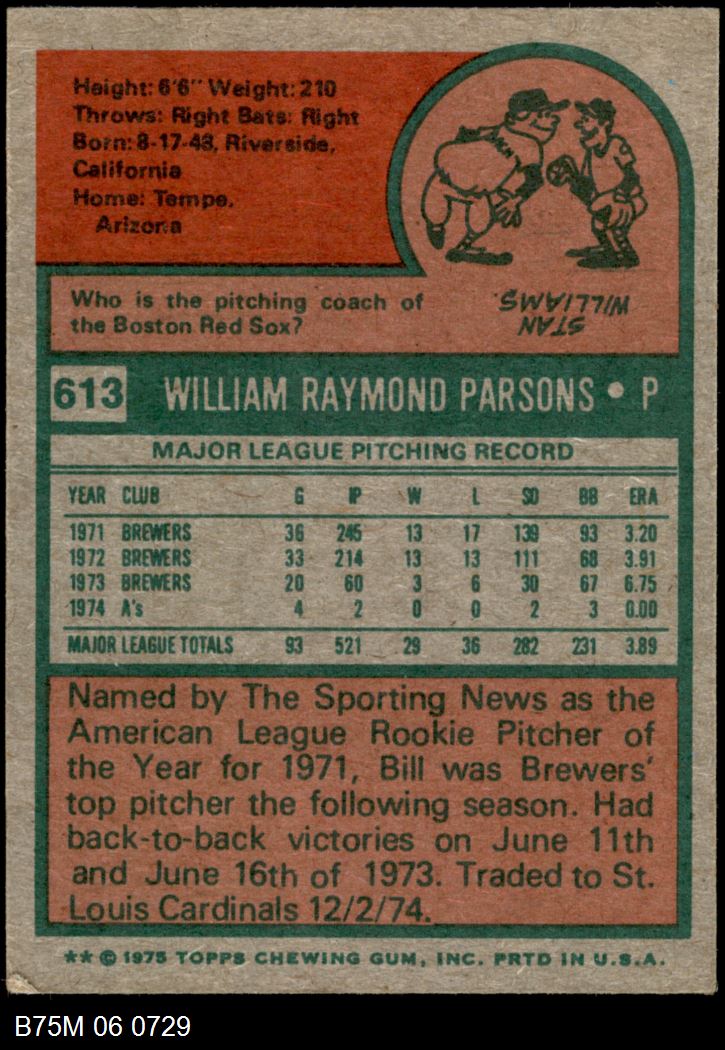 Height: 6'6" Weight: 210
Throws: Right Bats: Right
Born: 8-17-48, Riverside,
California
Home: Tempe,
Arizona
Who is the pitching coach of
the Boston Red Sox?
STAN
WILLIAMS.
613 WILLIAM RAYMOND PARSONS • P
MAJOR LEAGUE PITCHING RECORD
YEAR CLUB G IP W L SO BB ERA
1971 BREWERS 36 245 13 17 139 93 3.20
1972 BREWERS 33 214 13 13 111 68 3.91
1973 BREWERS 20 60 3 6 30 67 6.75
1974 A's 4 2 0 0 2 3 0.00
MAJOR LEAGUE TOTALS 93 521 29 36 282 231 3.89
Named by The Sporting News as the
American League Rookie Pitcher of
the Year for 1971, Bill was Brewers'
top pitcher the following season. Had
back-to-back victories on June 11th
and June 16th of 1973. Traded to St.
Louis Cardinals 12/2/74.
** © 1975 TOPPS CHEWING GUM, INC. PRTD IN U.S.A.
B75M 06 0729